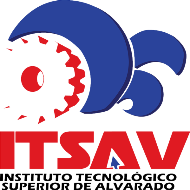 ITSAV
INSTITUTO TECNOLÓGICO
SUPERIOR DE ALVARADO